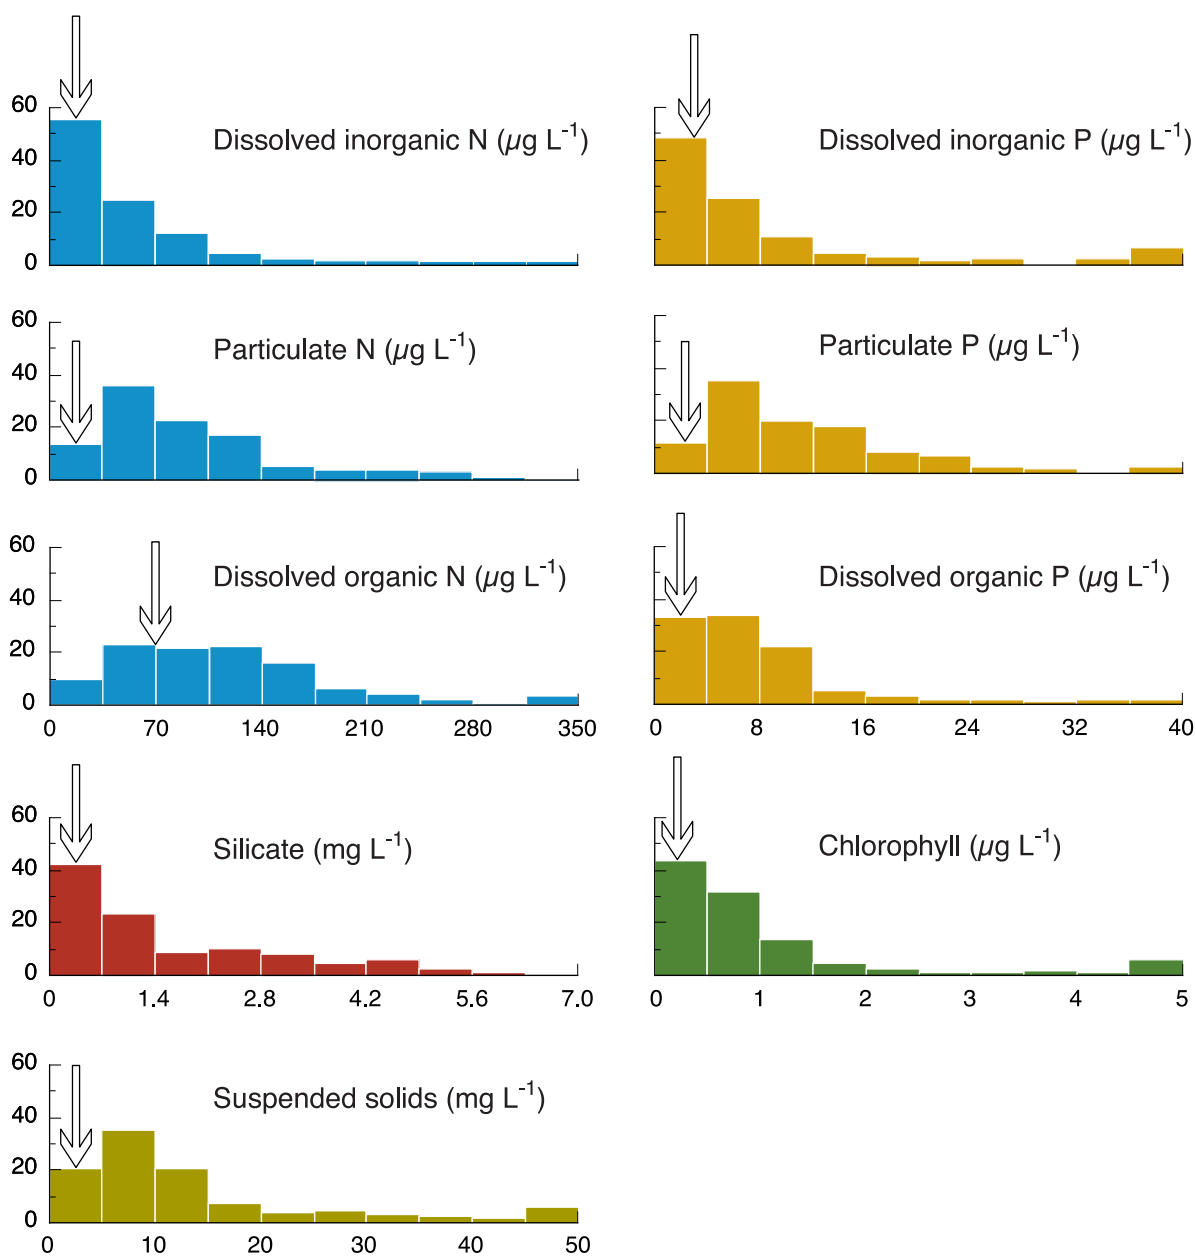 60
40
20
0
Dissolved inorganic N (µg L⁻¹)
Dissolved inorganic P (µg L⁻¹)
60
40
20
0
Particulate N (µg L⁻¹)
Particulate P (µg L⁻¹)
60
40
20
0
Dissolved organic N (µg L⁻¹)
0 70 140 210 280 350
Dissolved organic P (µg L⁻¹)
0 8 16 24 32 40
60
40
20
0
Silicate (mg L⁻¹)
0 1.4 2.8 4.2 5.6 7.0
Chlorophyll (µg L⁻¹)
0 1 2 3 4 5
60
40
20
0
Suspended solids (mg L⁻¹)
0 10 20 30 40 50